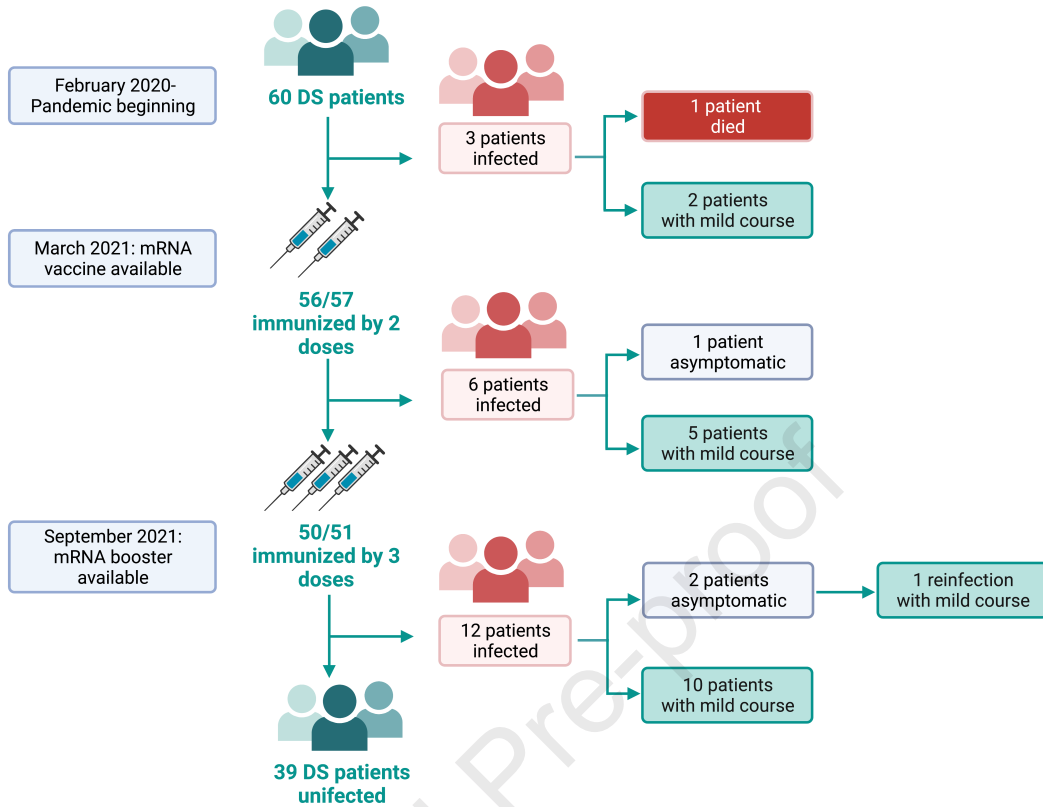 February 2020-
Pandemic beginning
60 DS patients
3 patients
infected
1 patient
died
2 patients
with mild course
March 2021: mRNA
vaccine available
56/57
immunized by 2
doses
6 patients
infected
1 patient
asymptomatic
5 patients
with mild course
September 2021:
mRNA booster
available
50/51
immunized by 3
doses
12 patients
infected
2 patients
asymptomatic
1 reinfection
with mild course
10 patients
with mild course
39 DS patients
unifected
Pre-proof